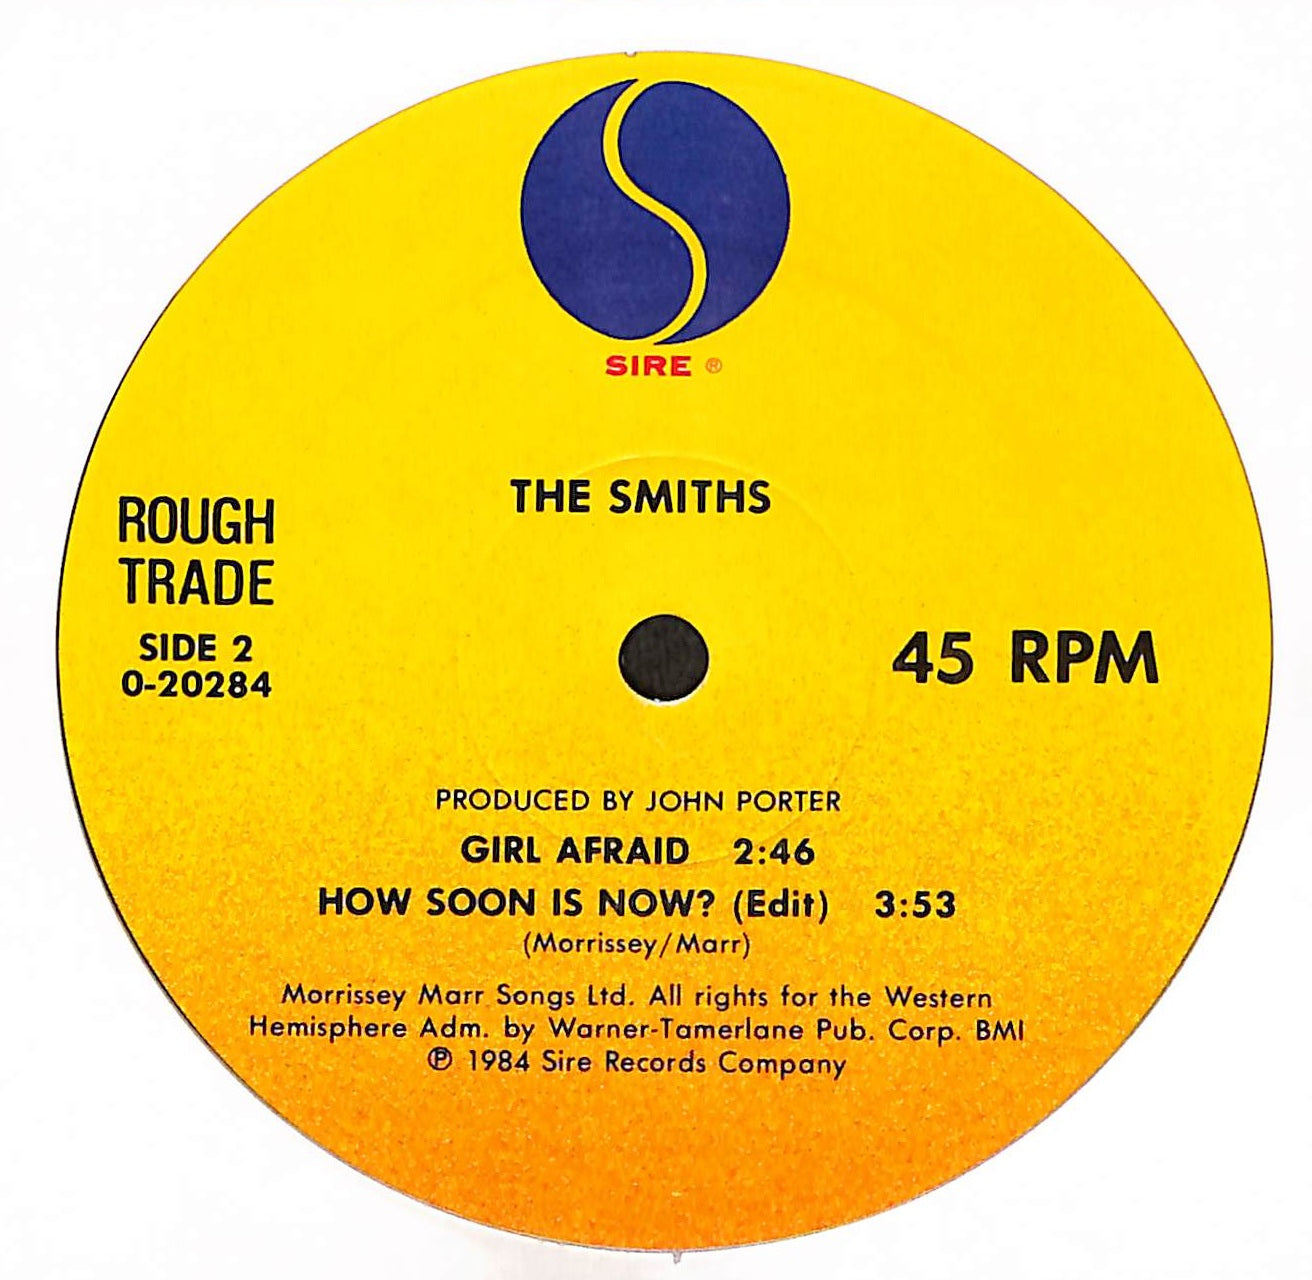 SIRE ®
THE SMITHS
ROUGH
TRADE
SIDE 2
0-20284
45 RPM
PRODUCED BY JOHN PORTER
GIRL AFRAID 2:46
HOW SOON IS NOW? (Edit) 3:53
(Morrissey/Marr)
Morrissey Marr Songs Ltd. All rights for the Western
Hemisphere Adm. by Warner-Tamerlane Pub. Corp. BMI
℗ 1984 Sire Records Company